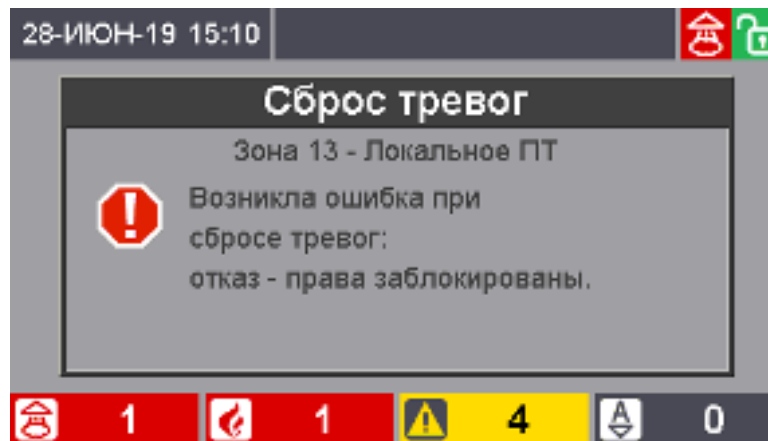 28-ИЮН-19 15:10
Сброс тревог
Зона 13 - Локальное ПТ
Возникла ошибка при
сбросе тревог:
отказ - права заблокированы.
1 1 4 A 0